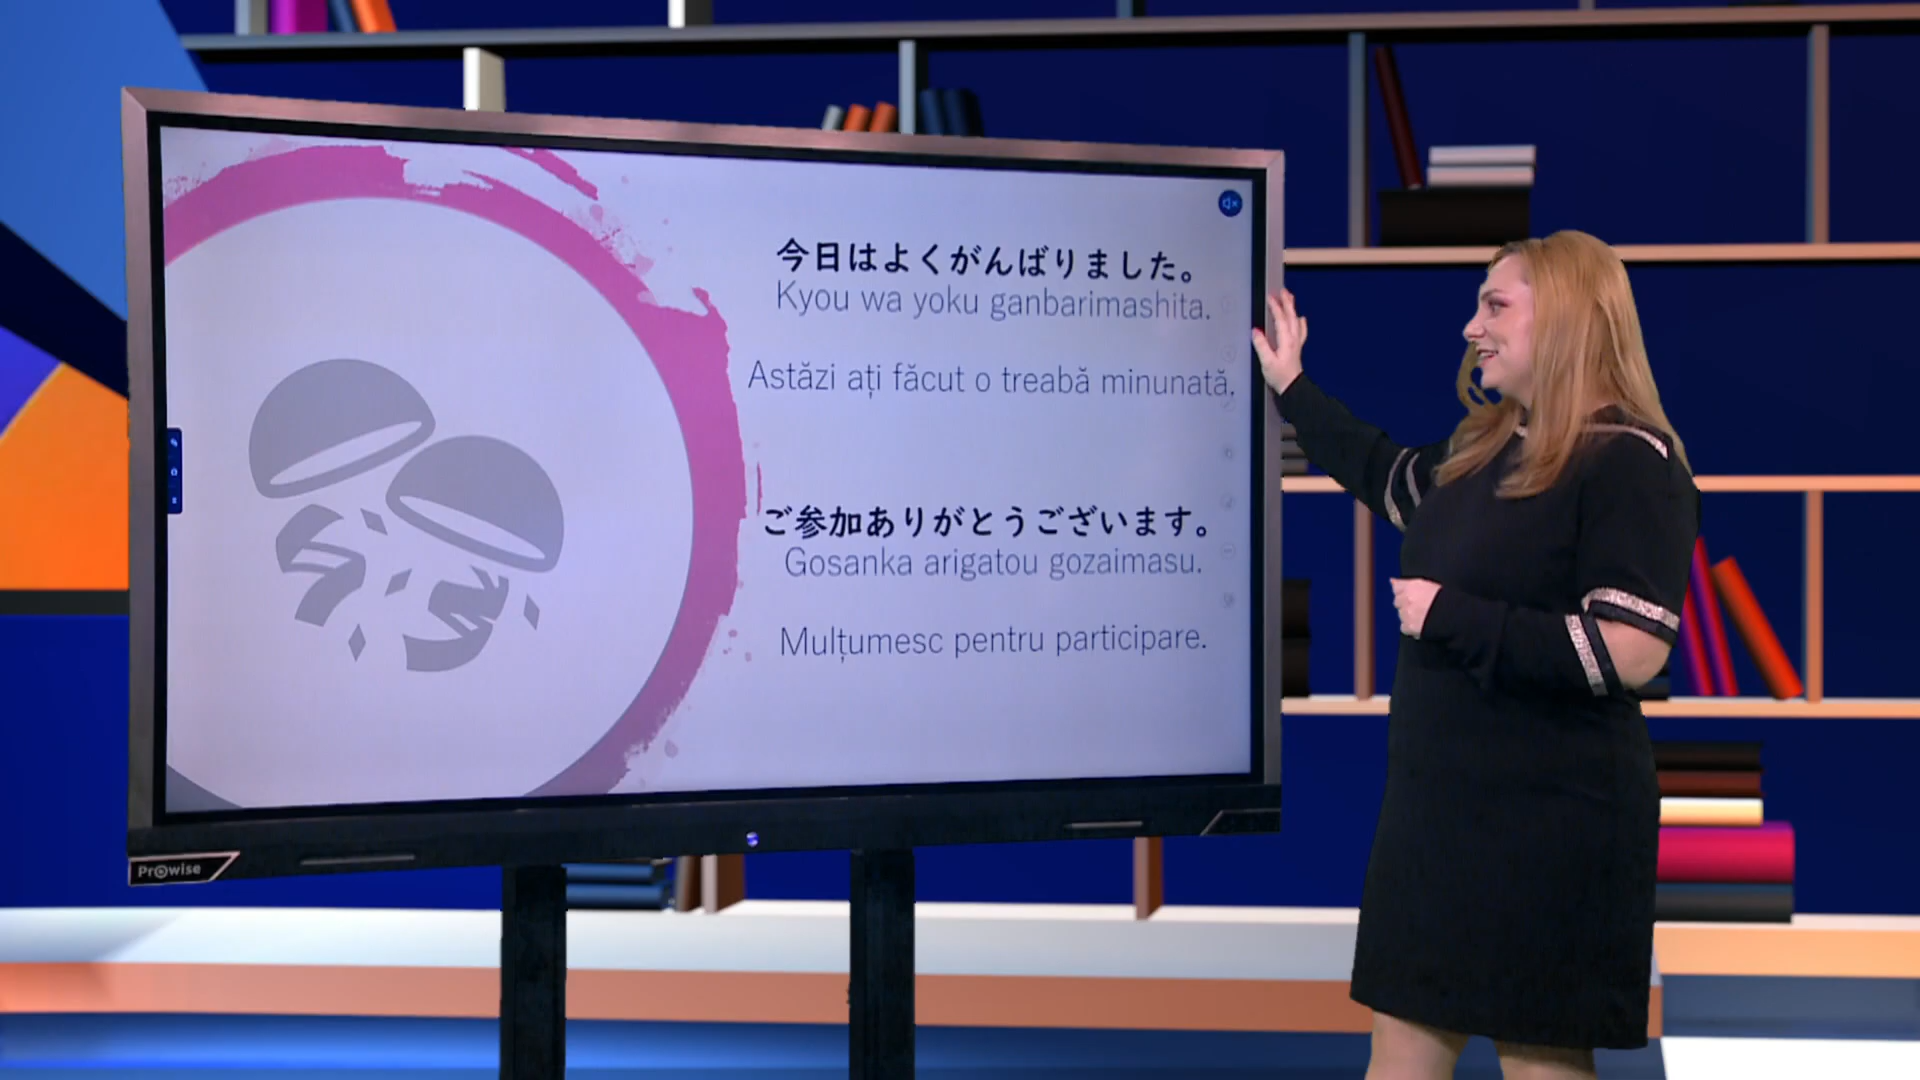 今日はよくがんばりました。
Kyou wa yoku ganbarimashita.
Astăzi ați făcut o treabă minunată.
ご参加ありがとうございます。
Gosanka arigatou gozaimasu.
Mulțumesc pentru participare.
Prowise